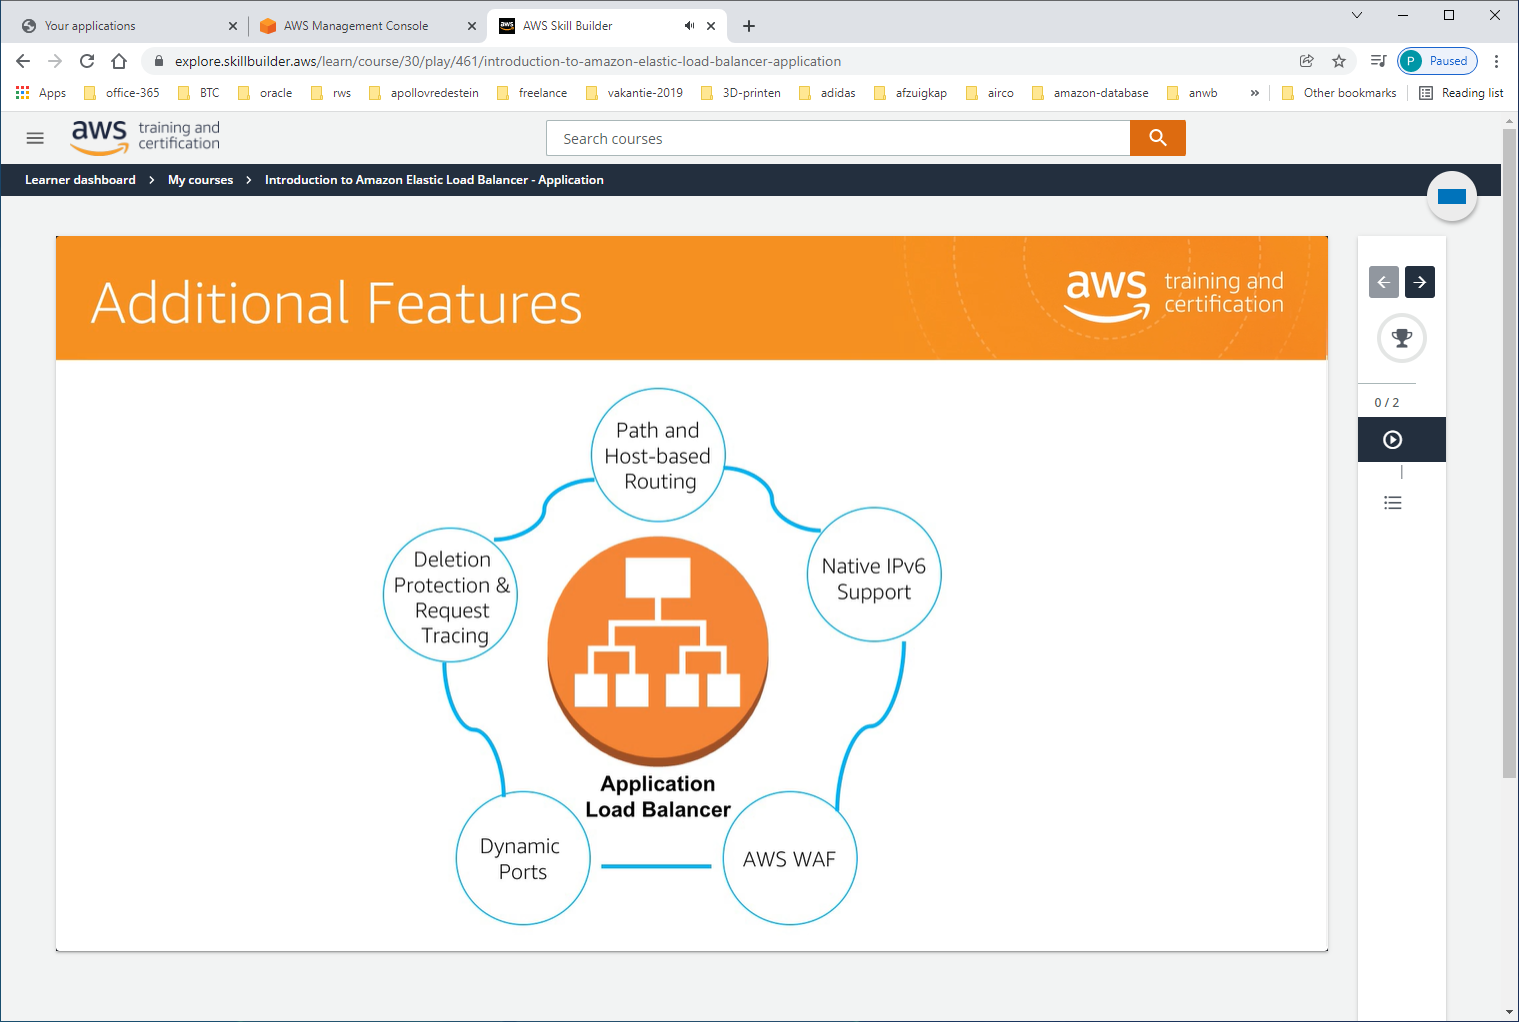 Your applications
AWS Management Console
AWS Skill Builder
explore.skillbuilder.aws/learn/course/30/play/461/introduction-to-amazon-elastic-load-balancer-application
P Paused
Apps office-365 BTC oracle rws apollovredestein freelance vakantie-2019 3D-printen adidas afzuigkap airco amazon-database anwb » Other bookmarks Reading list
aws training and
certification
Search courses
Learner dashboard > My courses > Introduction to Amazon Elastic Load Balancer - Application
Additional Features
aws training and
certification
0 / 2
Path and
Host-based
Routing
Deletion
Protection &
Request
Tracing
Native IPv6
Support
Application
Load Balancer
Dynamic
Ports
AWS WAF